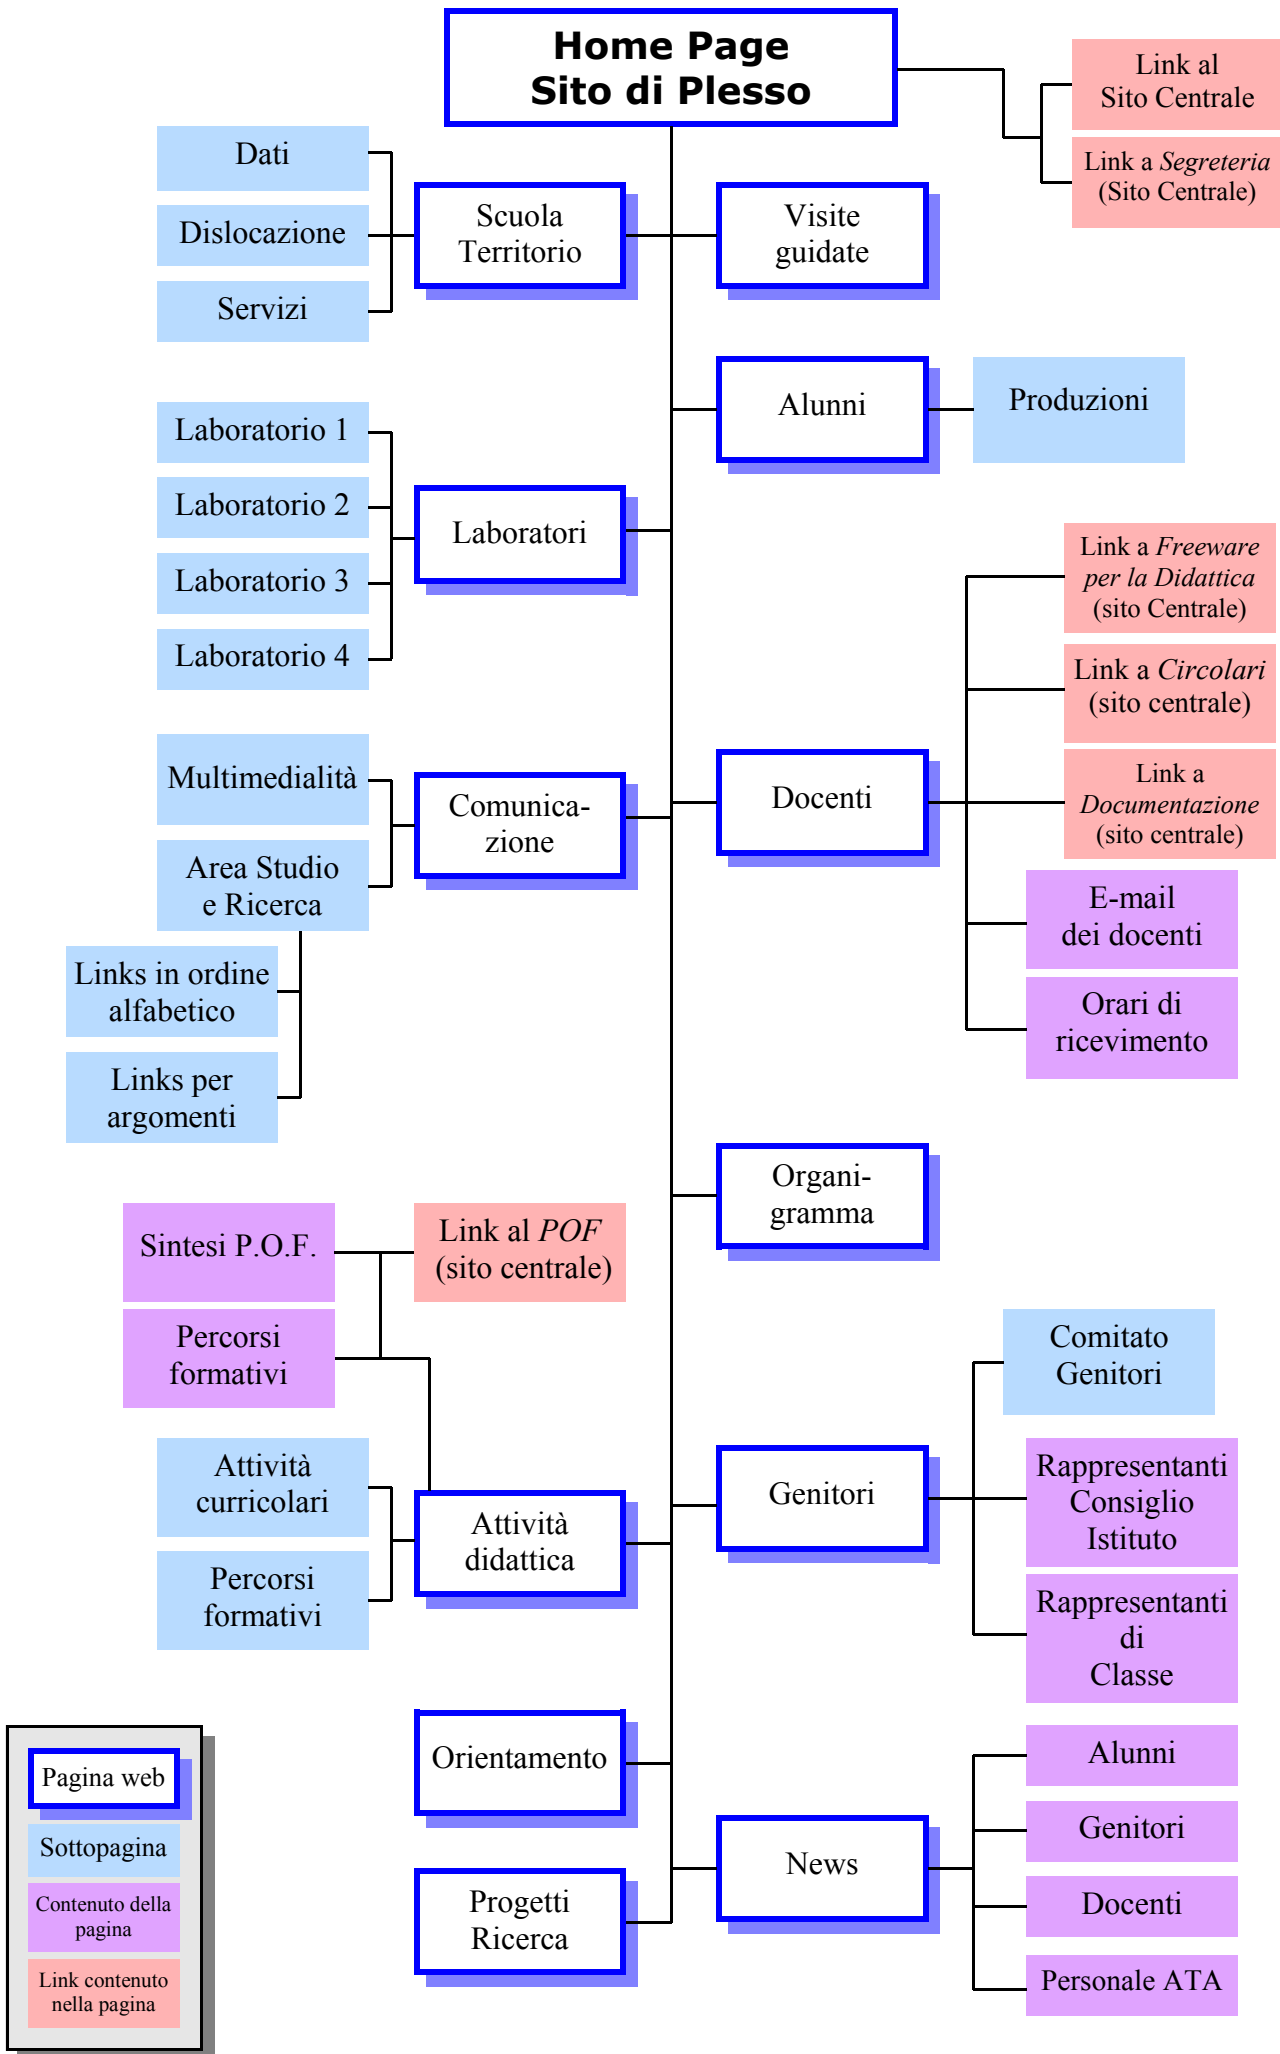 Home Page
Sito di Plesso
Link al
Sito Centrale
Link a Segreteria
(Sito Centrale)
Dati
Dislocazione
Servizi
Scuola
Territorio
Visite
guidate
Alunni
Produzioni
Laboratorio 1
Laboratorio 2
Laboratorio 3
Laboratorio 4
Laboratori
Link a Freeware
per la Didattica
(sito Centrale)
Link a Circolari
(sito centrale)
Link a
Documentazione
(sito centrale)
E-mail
dei docenti
Orari di
ricevimento
Docenti
Multimedialità
Area Studio
e Ricerca
Comunica-
zione
Links in ordine
alfabetico
Links per
argomenti
Organi-
gramma
Sintesi P.O.F.
Link al POF
(sito centrale)
Percorsi
formativi
Attività
curricolari
Percorsi
formativi
Attività
didattica
Genitori
Comitato
Genitori
Rappresentanti
Consiglio
Istituto
Rappresentanti
di
Classe
Orientamento
Progetti
Ricerca
News
Alunni
Genitori
Docenti
Personale ATA
Pagina web
Sottopagina
Contenuto della
pagina
Link contenuto
nella pagina